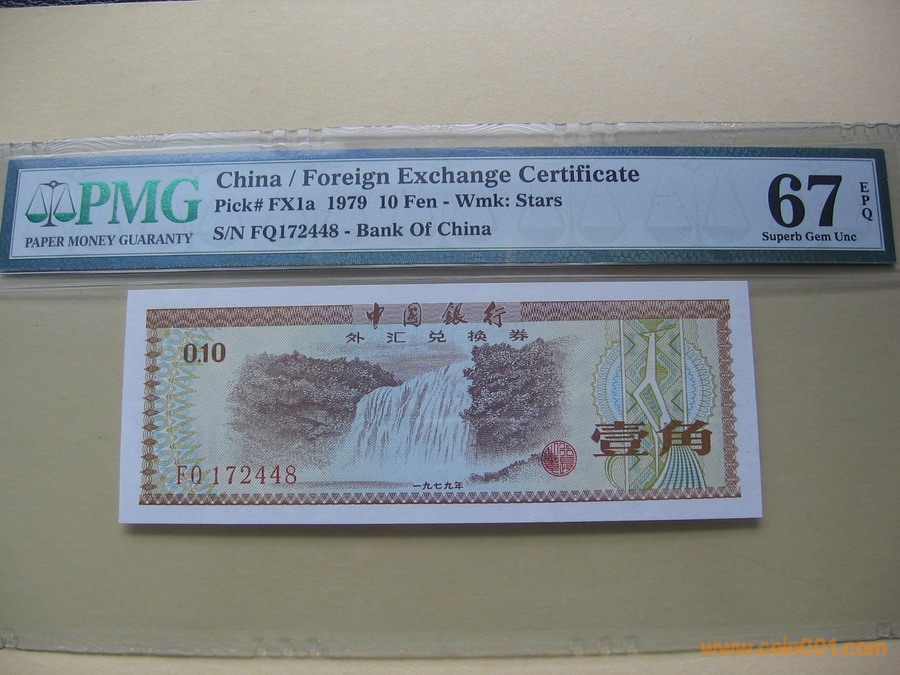 PMG
PAPER MONEY GUARANTY
China / Foreign Exchange Certificate
Pick# FX1a 1979 10 Fen - Wmk: Stars
S/N FQ172448 - Bank Of China
67
EPQ
Superb Gem Unc
中国银行
外汇兑换券
0.10
壹角
FQ 172448
一九七九年
www.coin001.com